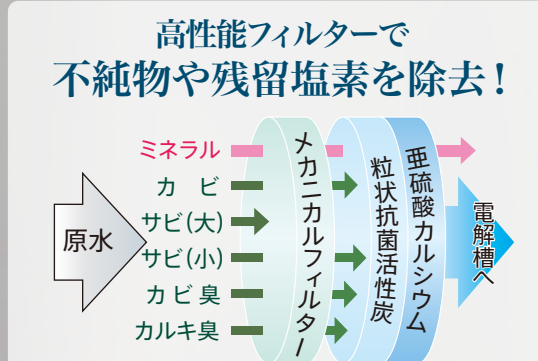 高性能フィルターで
不純物や残留塩素を除去!
原水
ミネラル
カビ
サビ(大)
サビ(小)
カビ臭
カルキ臭
メカニカルフィルター
粒状抗菌活性炭
亜硫酸カルシウム
電解槽へ